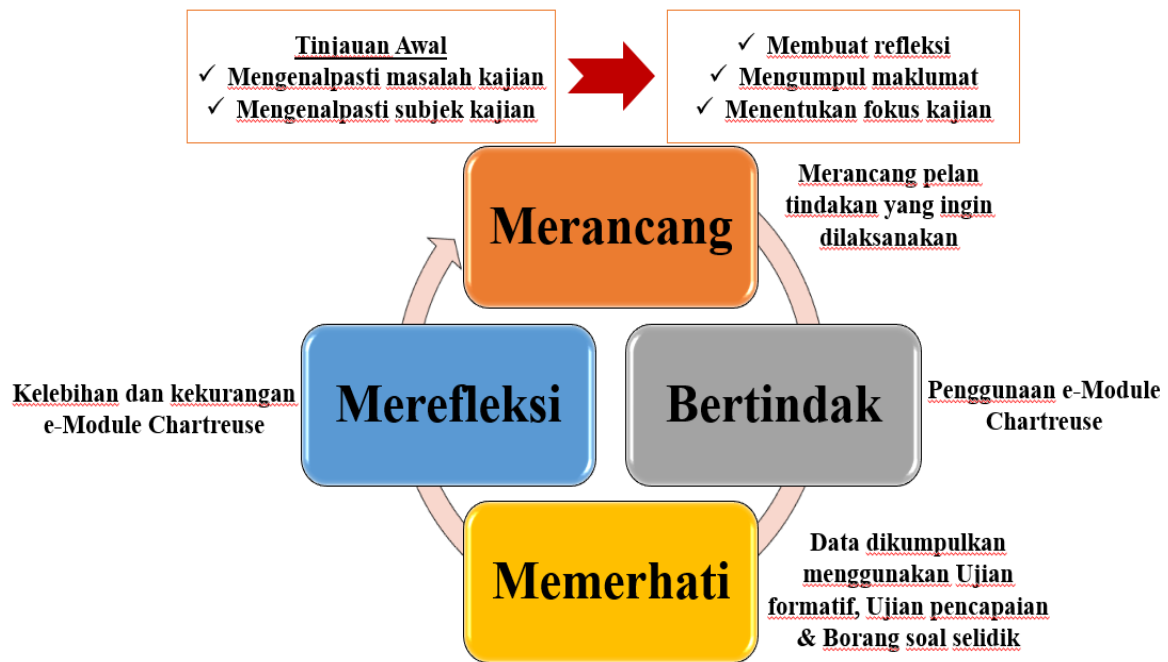 Tinjauan Awal
✓ Mengenalpasti masalah kajian
✓ Mengenalpasti subjek kajian
✓ Membuat refleksi
✓ Mengumpul maklumat
✓ Menentukan fokus kajian
Merancang
Merancang pelan
tindakan yang ingin
dilaksanakan
Bertindak
Penggunaan e-Module
Chartreuse
Memerhati
Data dikumpulkan
menggunakan Ujian
formatif, Ujian pencapaian
& Borang soal selidik
Merefleksi
Kelebihan dan kekurangan
e-Module Chartreuse